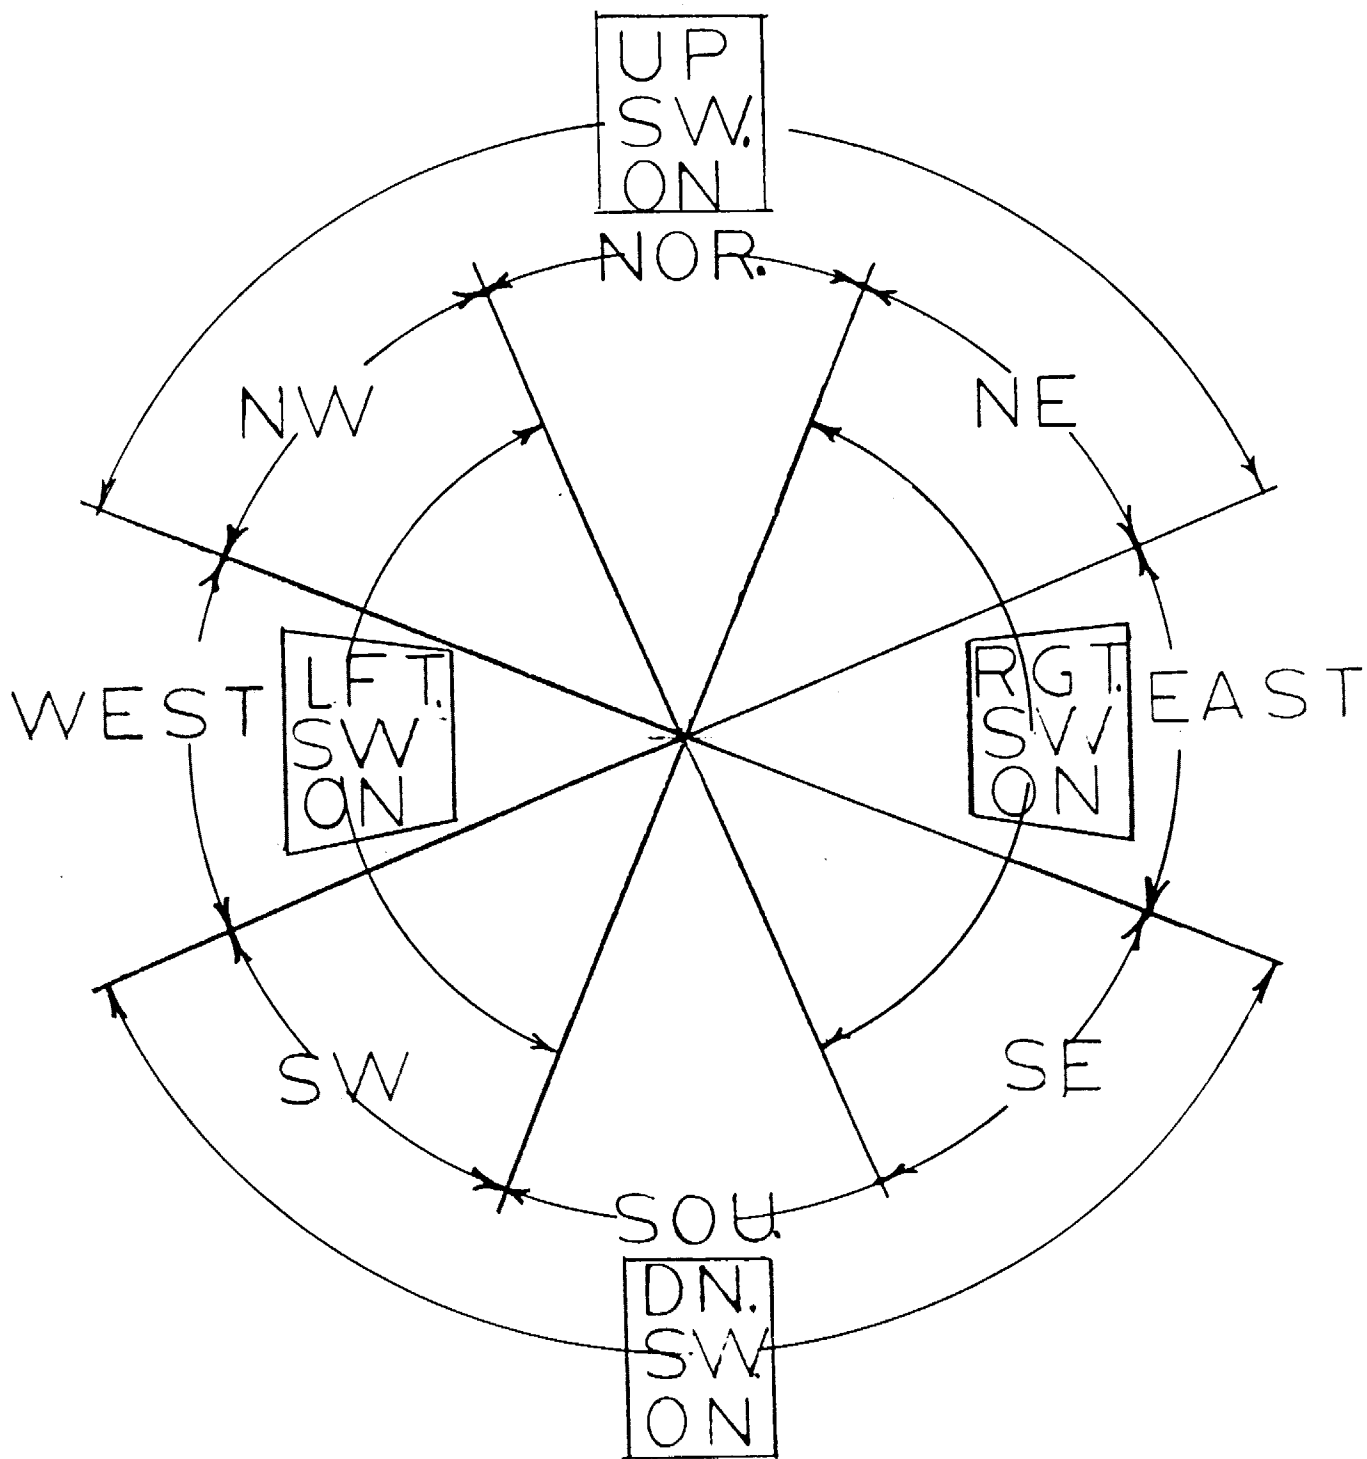 UP
SW.
ON
NOR.
NW
NE
WEST
LFT.
SW
ON
RGT.
SW
ON
EAST
SW
SE
SOU.
DN.
SW.
ON